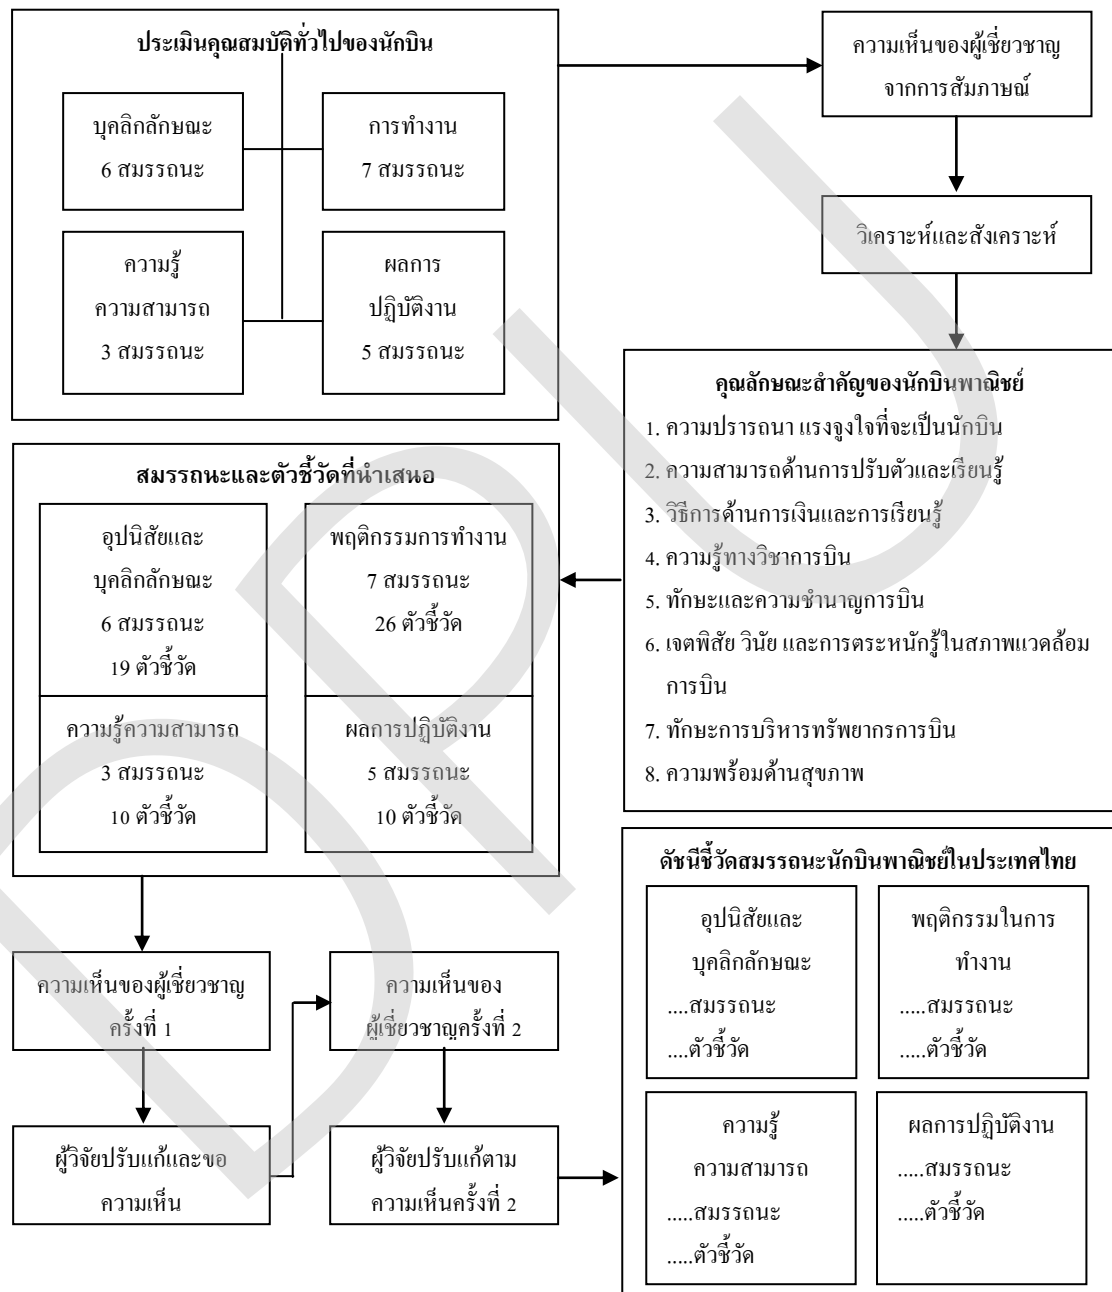 ประเมินคุณสมบัติทั่วไปของนักบิน
บุคลิกลักษณะ
6 สมรรถนะ
การทำงาน
7 สมรรถนะ
ความรู้
ความสามารถ
3 สมรรถนะ
ผลการ
ปฏิบัติงาน
5 สมรรถนะ
ความเห็นของผู้เชี่ยวชาญ
จากการสัมภาษณ์
วิเคราะห์และสังเคราะห์
คุณลักษณะสำคัญของนักบินพาณิชย์
1. ความปรารถนา แรงจูงใจที่จะเป็นนักบิน
2. ความสามารถด้านการปรับตัวและเรียนรู้
3. วิธีการด้านการเงินและการเรียนรู้
4. ความรู้ทางวิชาการบิน
5. ทักษะและความชำนาญการบิน
6. เจตพิสัย วินัย และการตระหนักรู้ในสภาพแวดล้อม
การบิน
7. ทักษะการบริหารทรัพยากรการบิน
8. ความพร้อมด้านสุขภาพ
สมรรถนะและตัวชี้วัดที่นำเสนอ
อุปนิสัยและ
บุคลิกลักษณะ
6 สมรรถนะ
19 ตัวชี้วัด
พฤติกรรมการทำงาน
7 สมรรถนะ
26 ตัวชี้วัด
ความรู้ความสามารถ
3 สมรรถนะ
10 ตัวชี้วัด
ผลการปฏิบัติงาน
5 สมรรถนะ
10 ตัวชี้วัด
ความเห็นของผู้เชี่ยวชาญ
ครั้งที่ 1
ความเห็นของ
ผู้เชี่ยวชาญครั้งที่ 2
ผู้วิจัยปรับแก้และขอ
ความเห็น
ผู้วิจัยปรับแก้ตาม
ความเห็นครั้งที่ 2
ดัชนีชี้วัดสมรรถนะนักบินพาณิชย์ในประเทศไทย
อุปนิสัยและ
บุคลิกลักษณะ
....สมรรถนะ
....ตัวชี้วัด
พฤติกรรมในการ
ทำงาน
.....สมรรถนะ
.....ตัวชี้วัด
ความรู้
ความสามารถ
.....สมรรถนะ
.....ตัวชี้วัด
ผลการปฏิบัติงาน
.....สมรรถนะ
.....ตัวชี้วัด
DPU